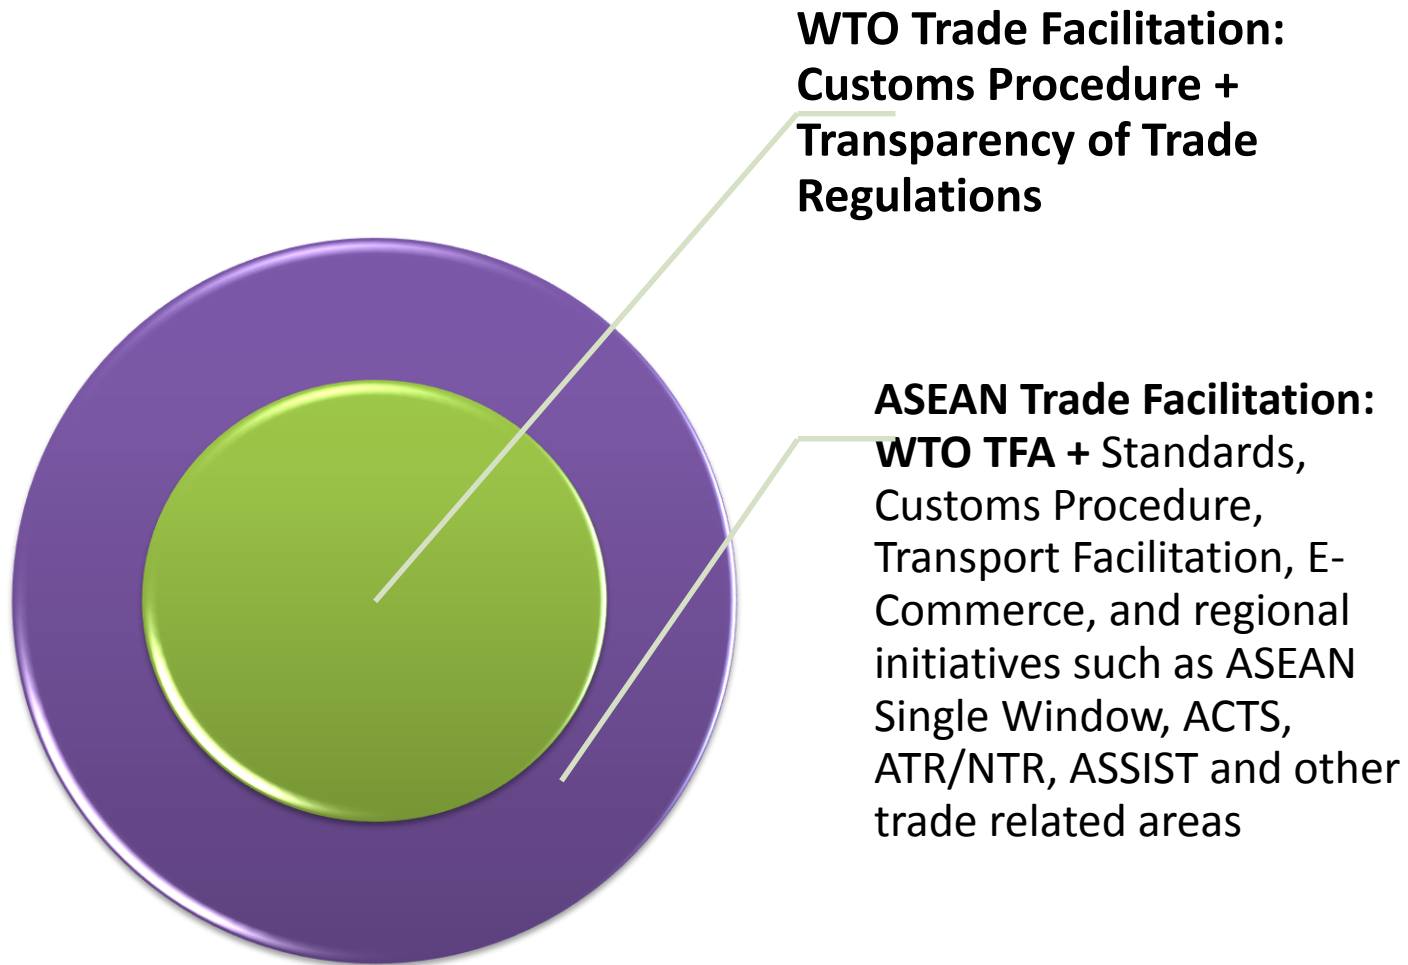 WTO Trade Facilitation:
Customs Procedure +
Transparency of Trade
Regulations
ASEAN Trade Facilitation:
WTO TFA + Standards,
Customs Procedure,
Transport Facilitation, E-
Commerce, and regional
initiatives such as ASEAN
Single Window, ACTS,
ATR/NTR, ASSIST and other
trade related areas